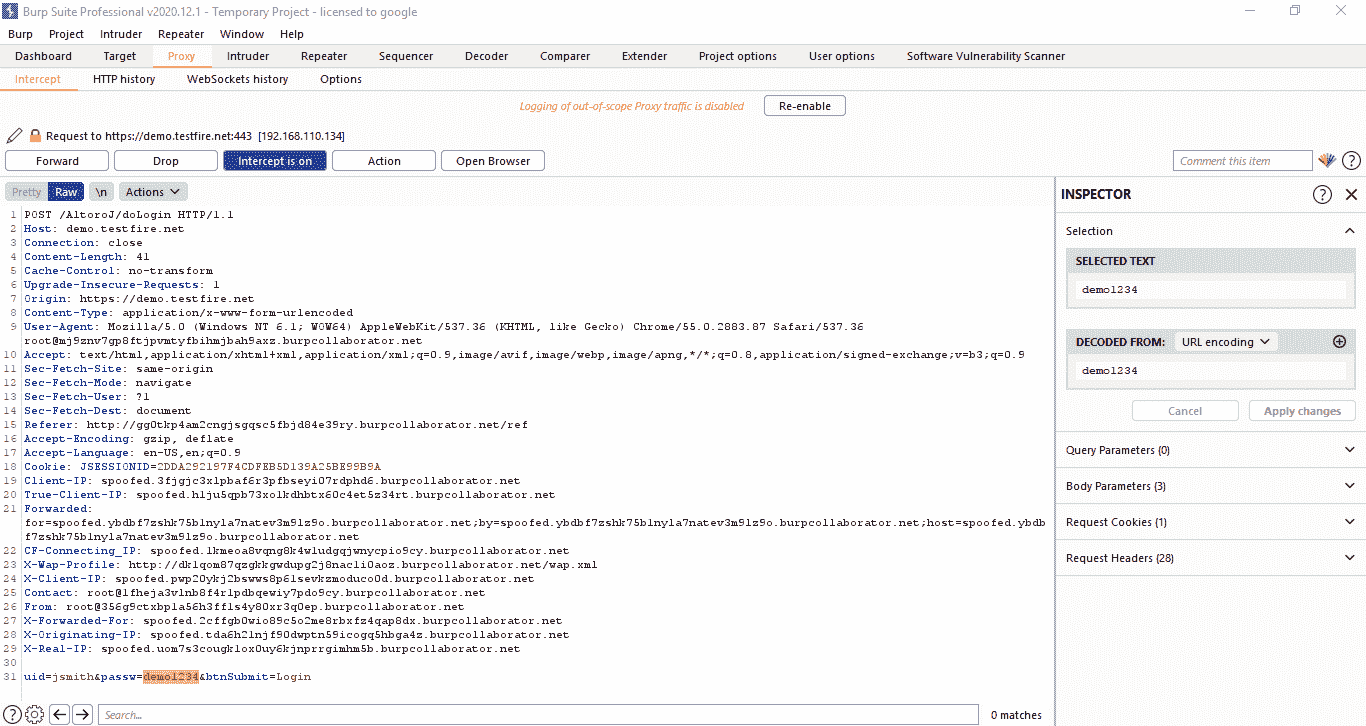 Burp Suite Professional v2020.12.1 - Temporary Project - licensed to google
Burp Project Intruder Repeater Window Help
Dashboard Target Proxy Intruder Repeater Sequencer Decoder Comparer Extender Project options User options Software Vulnerability Scanner
Intercept HTTP history WebSockets history Options
Logging of out-of-scope Proxy traffic is disabled Re-enable
Request to https://demo.testfire.net:443 [192.168.110.134]
Forward Drop Intercept is on Action Open Browser Comment this item
Pretty Raw \n Actions
1 POST /AltoroJ/doLogin HTTP/1.1
2 Host: demo.testfire.net
3 Connection: close
4 Content-Length: 41
5 Cache-Control: no-transform
6 Upgrade-Insecure-Requests: 1
7 Origin: https://demo.testfire.net
8 Content-Type: application/x-www-form-urlencoded
9 User-Agent: Mozilla/5.0 (Windows NT 6.1; WOW64) AppleWebKit/537.36 (KHTML, like Gecko) Chrome/55.0.2883.87 Safari/537.36
root@mj9znv7gp8ftjpvmtyfbihmjbah9axz.burpcollaborator.net
10 Accept: text/html,application/xhtml+xml,application/xml;q=0.9,image/avif,image/webp,image/apng,*/*;q=0.8,application/signed-exchange;v=b3;q=0.9
11 Sec-Fetch-Site: same-origin
12 Sec-Fetch-Mode: navigate
13 Sec-Fetch-User: ?1
14 Sec-Fetch-Dest: document
15 Referer: http://gg0tkp4am2cngjsgqsc5fbjd84e39ry.burpcollaborator.net/ref
16 Accept-Encoding: gzip, deflate
17 Accept-Language: en-US,en;q=0.9
18 Cookie: JSESSIONID=2DDA292197F4CDFEB5D139A25BE99B9A
19 Client-IP: spoofed.3fjgjc3xlpbaf6r3pfbseyi07rdphd6.burpcollaborator.net
20 True-Client-IP: spoofed.hlju5qpb73xolkdhbtx60c4et5z34rt.burpcollaborator.net
21 Forwarded:
for=spoofed.ybdbf7zshk75blnyla7natev3m9lz9o.burpcollaborator.net;by=spoofed.ybdbf7zshk75blnyla7natev3m9lz9o.burpcollaborator.net;host=spoofed.ybdb
f7zshk75blnyla7natev3m9lz9o.burpcollaborator.net
22 CF-Connecting_IP: spoofed.lkmeoa8vqng8k4wludgqjwnycpio9cy.burpcollaborator.net
23 X-Wap-Profile: http://dklqom87qzgkkgwdupg2j8nacli0aoz.burpcollaborator.net/wap.xml
24 X-Client-IP: spoofed.pwp20ykj2bswws8p6lsevkzmoduco0d.burpcollaborator.net
25 Contact: root@lfheja3vlnb8f4rlpdbqewiy7pdo9cy.burpcollaborator.net
26 From: root@356g9ctxbpla56h3ffls4y80xr3q0ep.burpcollaborator.net
27 X-Forwarded-For: spoofed.2cffgb0wio89c5o2me8rbxfz4qap8dx.burpcollaborator.net
28 X-Originating-IP: spoofed.tda6h2lnjf90dwptn59icogq5hbga4z.burpcollaborator.net
29 X-Real-IP: spoofed.uom7s3cougklox0uy6kjnprrgimhm5b.burpcollaborator.net
30
31 uid=jsmith&passw=demo1234&btnSubmit=Login
Search... 0 matches
INSPECTOR
Selection
SELECTED TEXT
demo1234
DECODED FROM: URL encoding
demo1234
Cancel Apply changes
Query Parameters (0)
Body Parameters (3)
Request Cookies (1)
Request Headers (28)